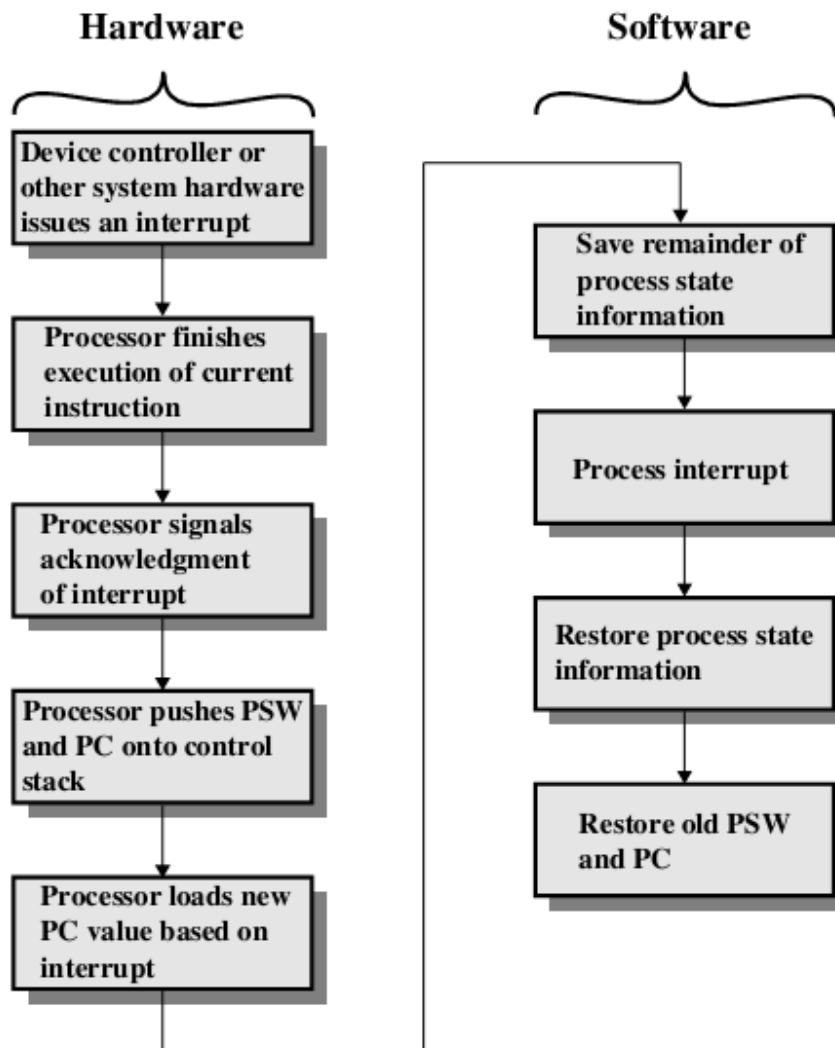 Hardware
Device controller or
other system hardware
issues an interrupt
Processor finishes
execution of current
instruction
Processor signals
acknowledgment
of interrupt
Processor pushes PSW
and PC onto control
stack
Processor loads new
PC value based on
interrupt
Software
Save remainder of
process state
information
Process interrupt
Restore process state
information
Restore old PSW
and PC